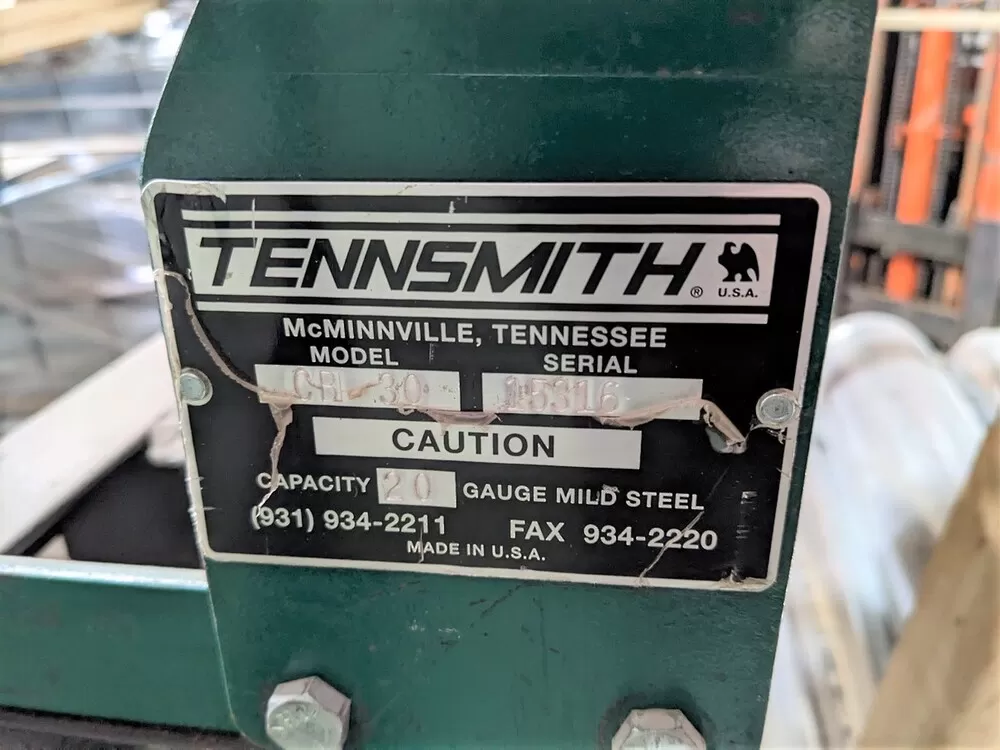 TENNSMITH ®
U.S.A.
McMINNVILLE, TENNESSEE
MODEL SERIAL
30 15316
CAUTION
CAPACITY 20 GAUGE MILD STEEL
(931) 934-2211 FAX 934-2220
MADE IN U.S.A.